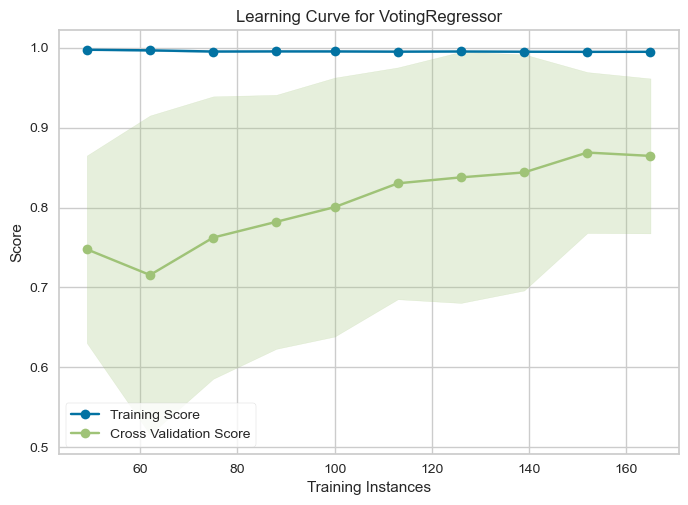 Learning Curve for VotingRegressor
1.0
0.9
0.8
0.7
0.6
0.5
Score
Training Score
Cross Validation Score
60 80 100 120 140 160
Training Instances